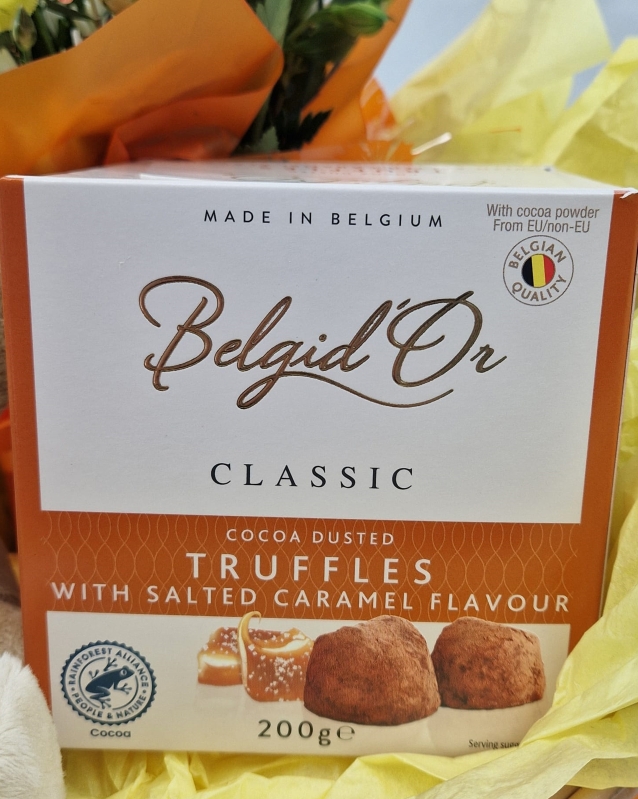 MADE IN BELGIUM
With cocoa powder
From EU/non-EU
BELGIAN
QUALITY
Belgid'Or
CLASSIC
COCOA DUSTED
TRUFFLES
WITH SALTED CARAMEL FLAVOUR
RAINFOREST ALLIANCE
PEOPLE & NATURE
Cocoa
200g℮
Serving